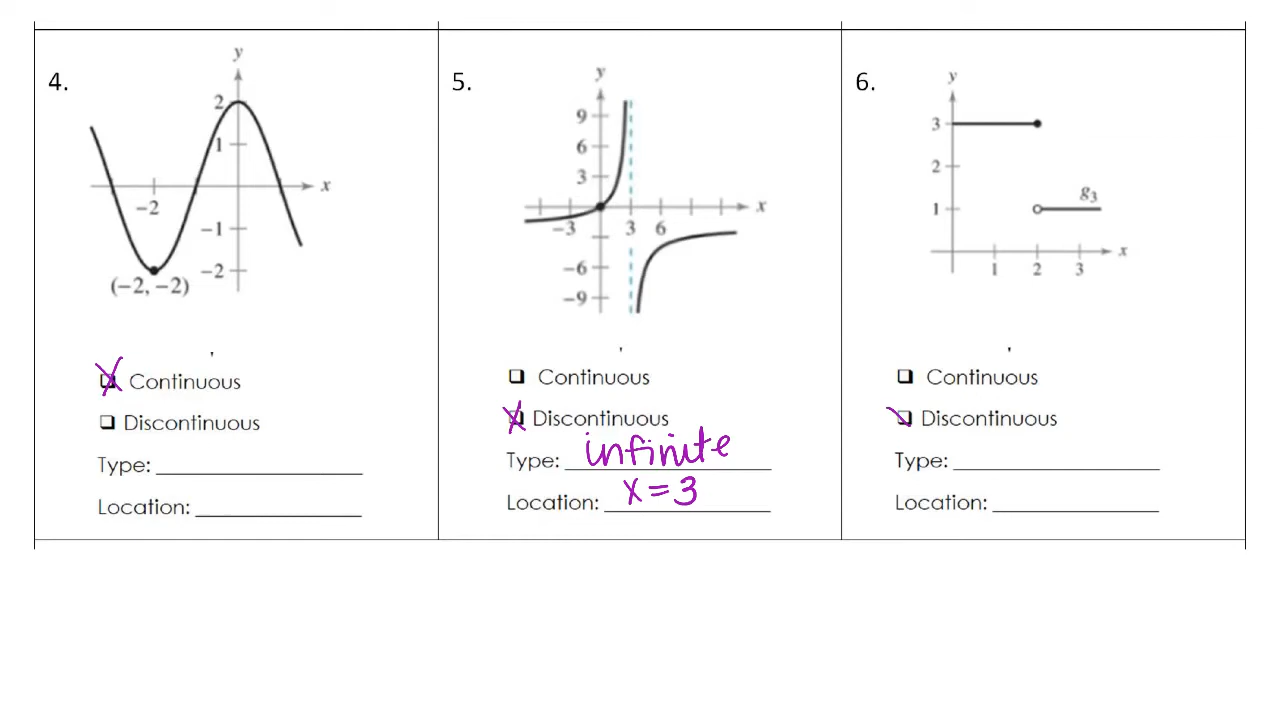 4.
y
2
1
x
-2
-1
-2
(-2, -2)
Continuous
Discontinuous
Type:
Location:
5.
y
9
6
3
x
-3
3
6
-6
-9
Continuous
Discontinuous
Type: infinite
Location: x = 3
6.
y
3
2
1
g3
x
1
2
3
Continuous
Discontinuous
Type:
Location: